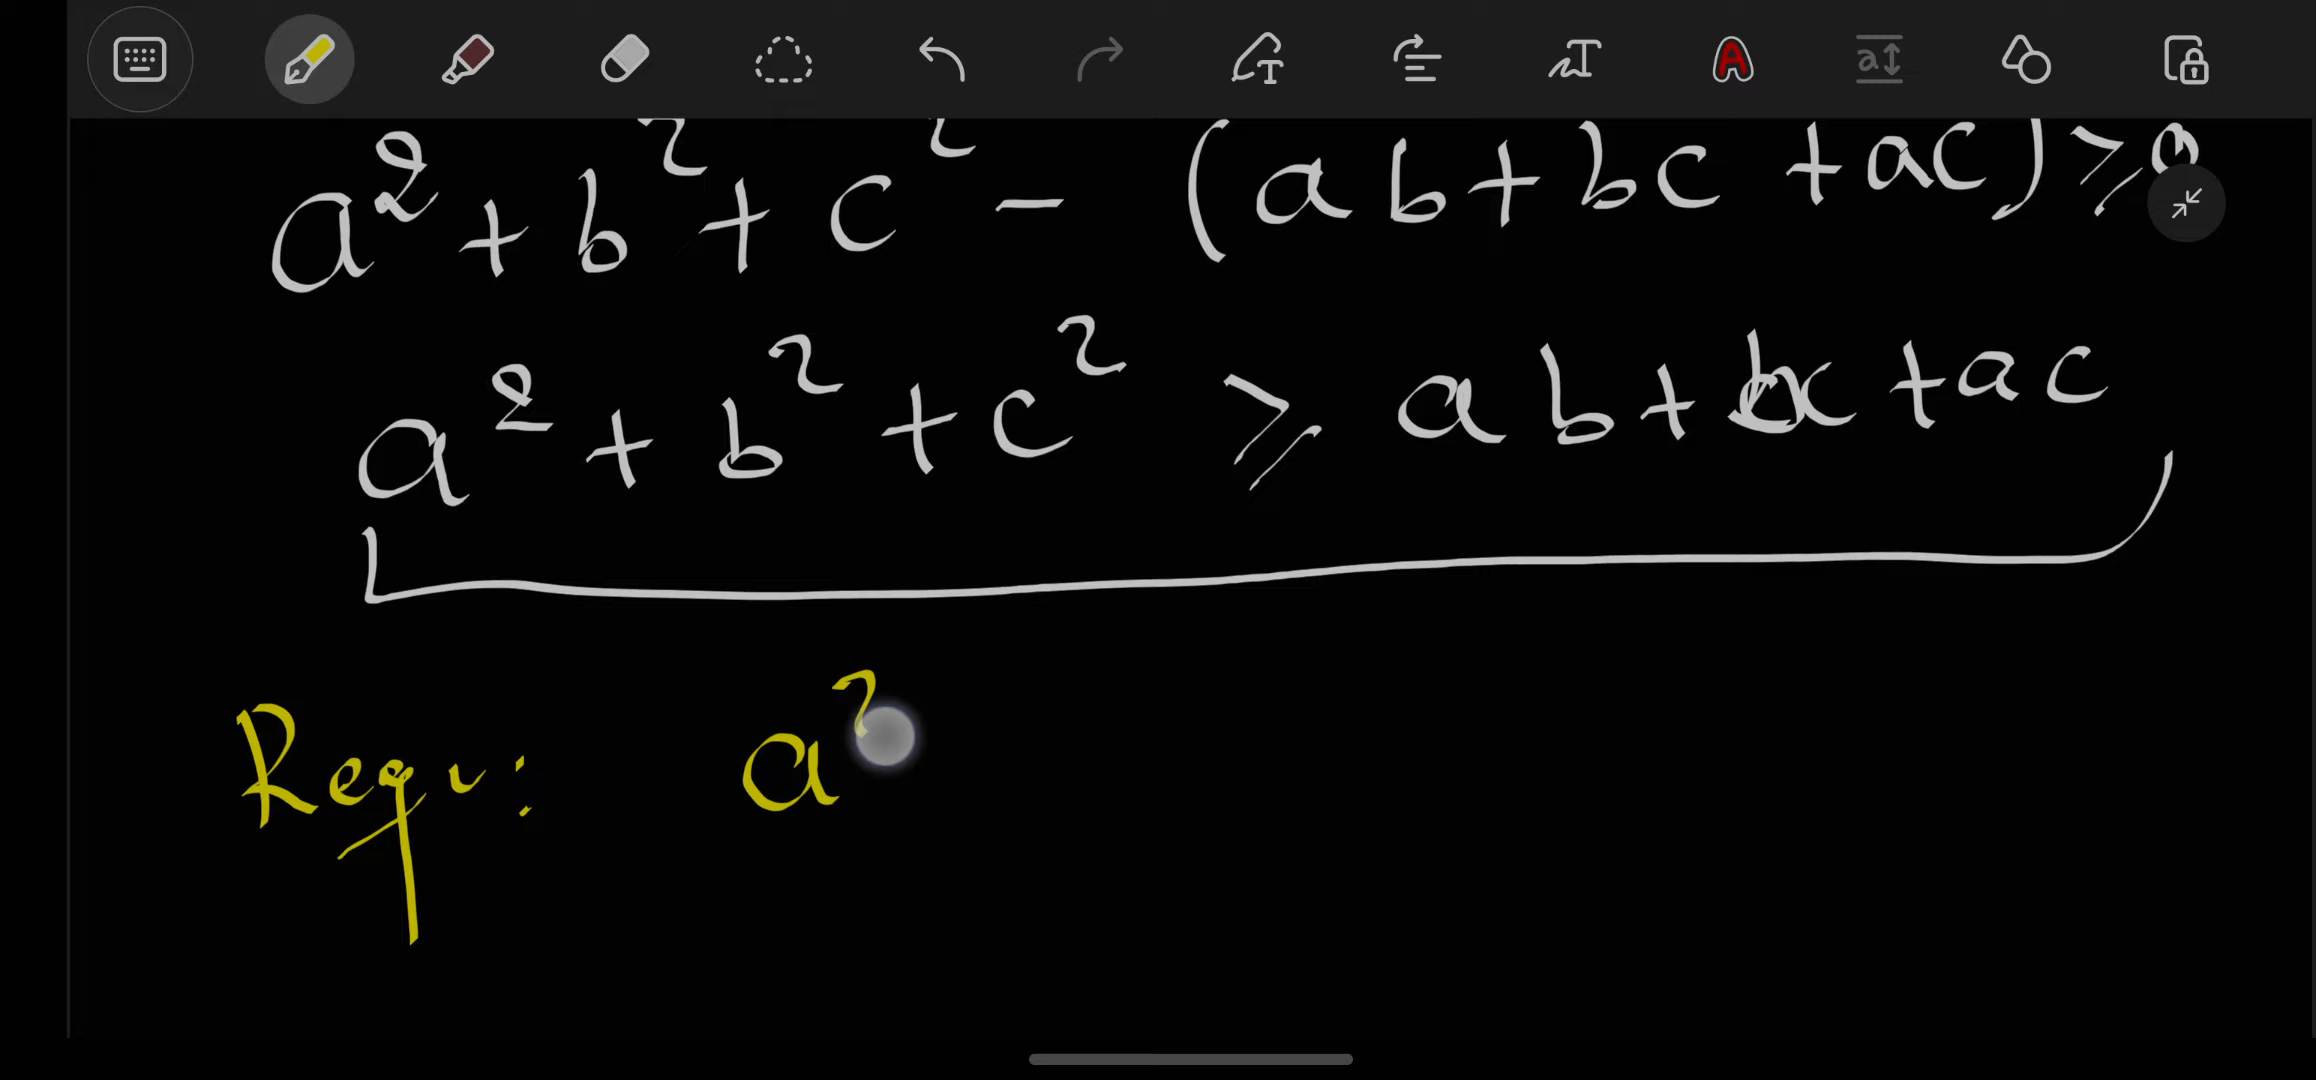 a² + b² + c² - (ab + bc + ac) ⩾ 0
a² + b² + c² ⩾ ab + bc + ac
Requ: a²